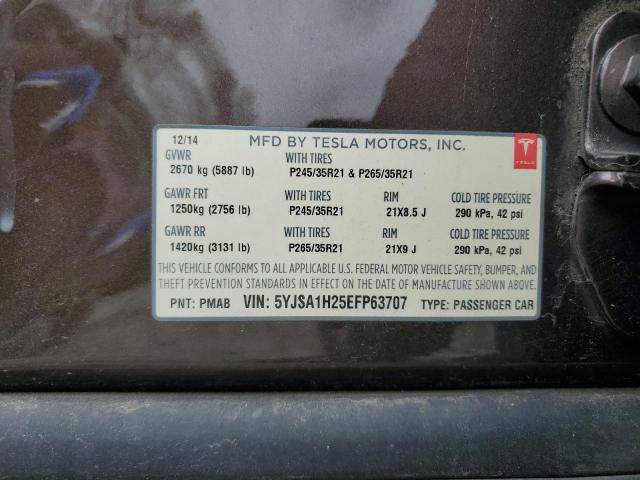 12/14 MFD BY TESLA MOTORS, INC.
GVWR WITH TIRES
2670 kg (5887 lb) P245/35R21 & P265/35R21
TESLA
GAWR FRT WITH TIRES RIM COLD TIRE PRESSURE
1250kg (2756 lb) P245/35R21 21X8.5 J 290 kPa, 42 psi
GAWR RR WITH TIRES RIM COLD TIRE PRESSURE
1420kg (3131 lb) P265/35R21 21X9 J 290 kPa, 42 psi
THIS VEHICLE CONFORMS TO ALL APPLICABLE U.S. FEDERAL MOTOR VEHICLE SAFETY, BUMPER, AND
THEFT PREVENTION STANDARDS IN EFFECT ON THE DATE OF MANUFACTURE SHOWN ABOVE.
PNT: PMAB VIN: 5YJSA1H25EFP63707 TYPE: PASSENGER CAR